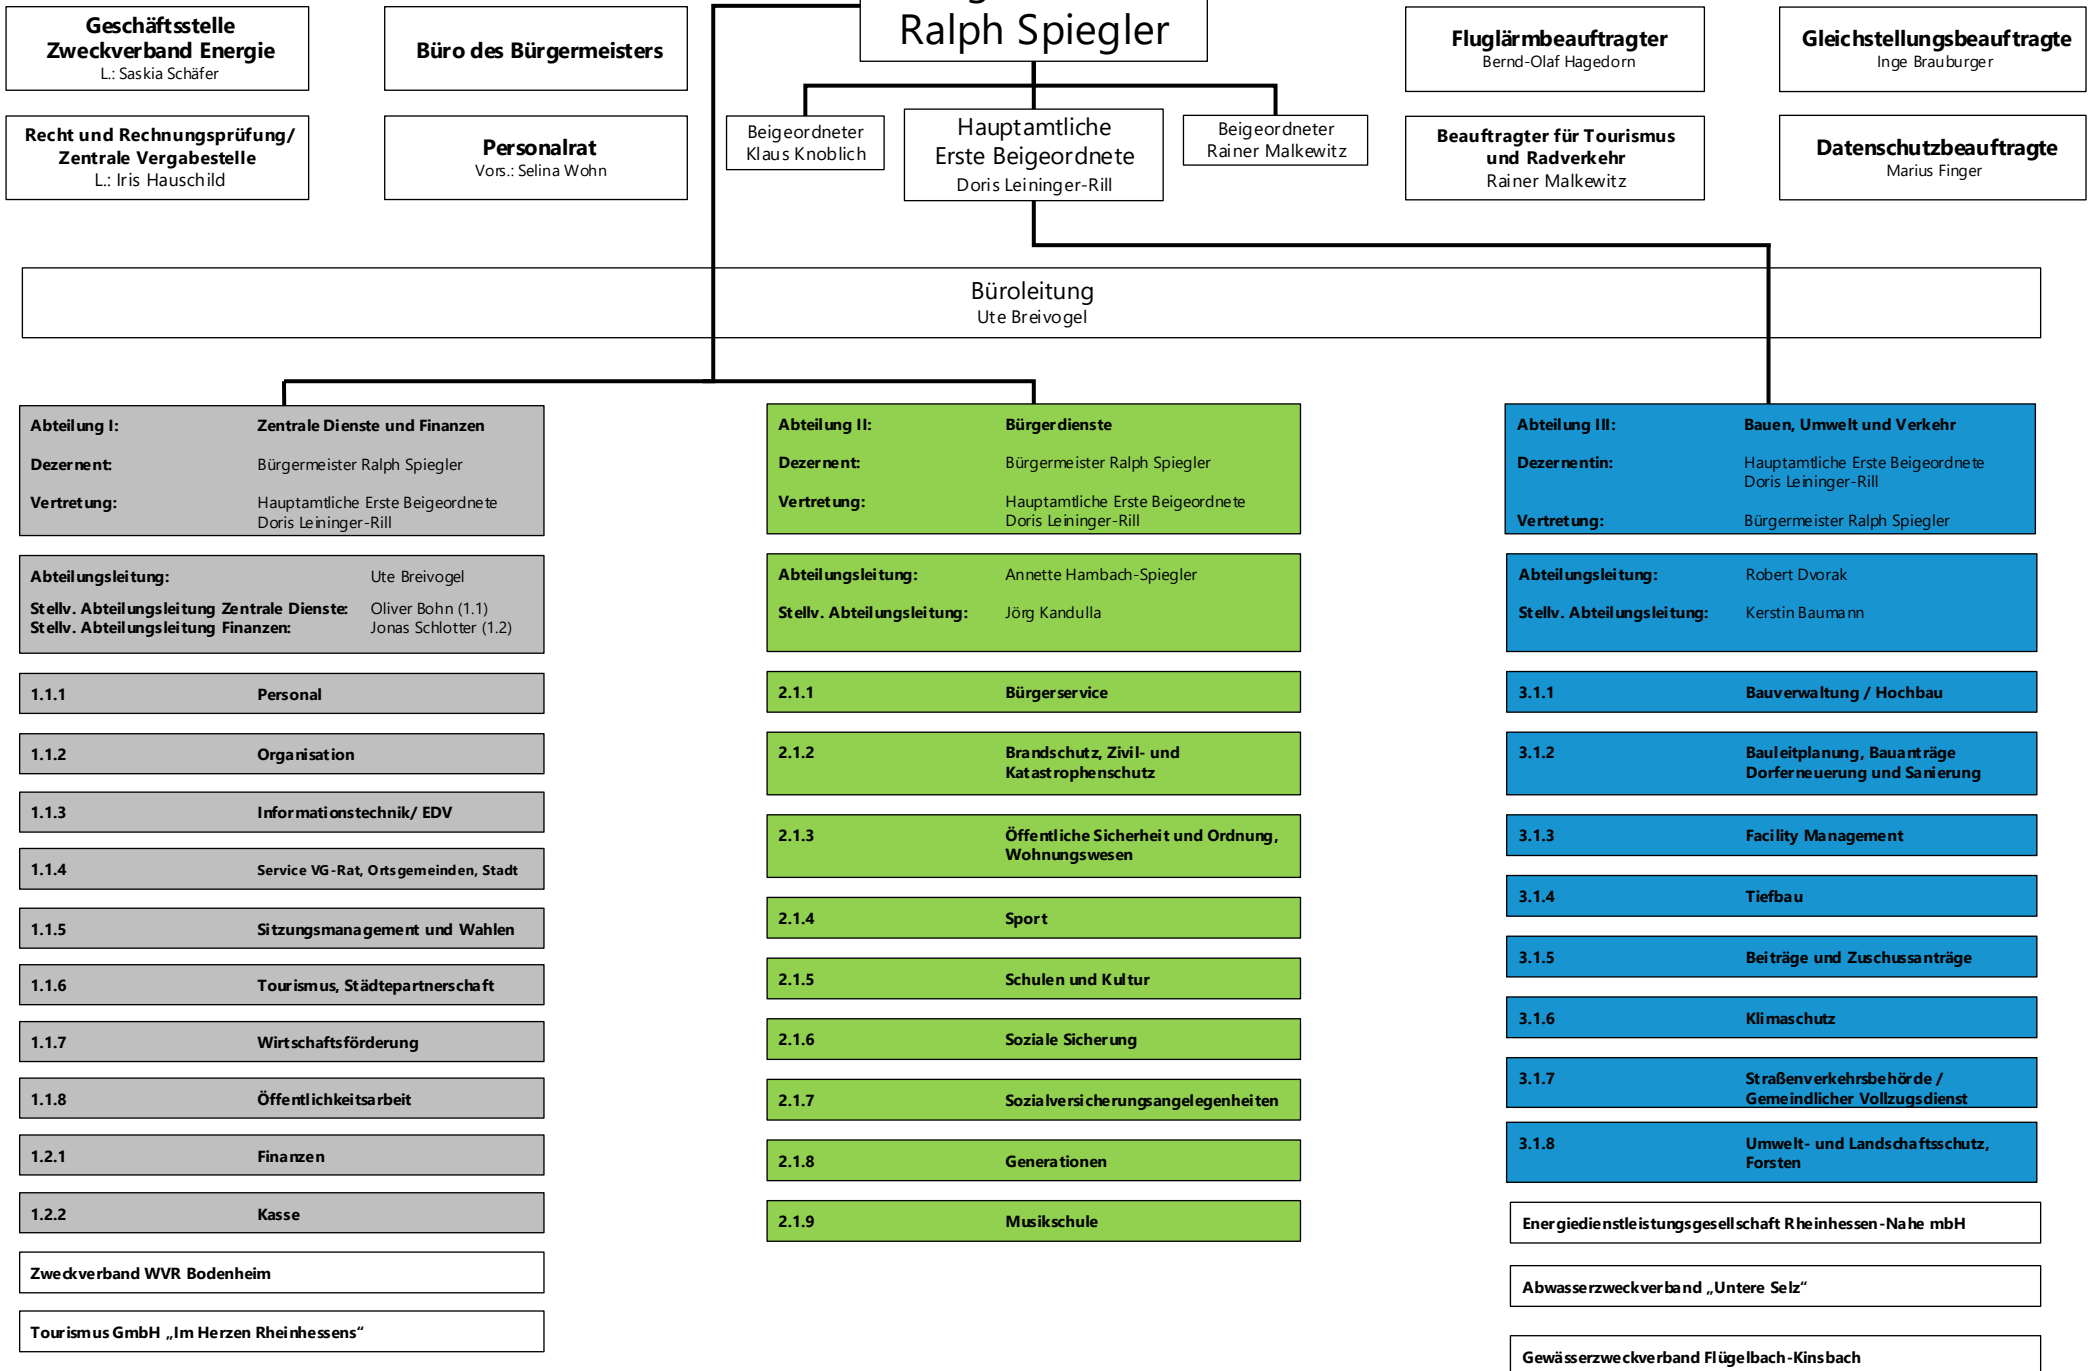 Geschäftsstelle
Zweckverband Energie
L.: Saskia Schäfer
Büro des Bürgermeisters
Ralph Spiegler
Fluglärmbeauftragter
Bernd-Olaf Hagedorn
Gleichstellungsbeauftragte
Inge Brauburger
Recht und Rechnungsprüfung/
Zentrale Vergabestelle
L.: Iris Hauschild
Personalrat
Vors.: Selina Wohn
Beigeordneter
Klaus Knoblich
Hauptamtliche
Erste Beigeordnete
Doris Leininger-Rill
Beigeordneter
Rainer Malkewitz
Beauftragter für Tourismus
und Radverkehr
Rainer Malkewitz
Datenschutzbeauftragte
Marius Finger
Büroleitung
Ute Breivogel
Abteilung I: Zentrale Dienste und Finanzen
Dezernent: Bürgermeister Ralph Spiegler
Vertretung: Hauptamtliche Erste Beigeordnete
Doris Leininger-Rill
Abteilungsleitung: Ute Breivogel
Stellv. Abteilungsleitung Zentrale Dienste: Oliver Bohn (1.1)
Stellv. Abteilungsleitung Finanzen: Jonas Schlotter (1.2)
1.1.1 Personal
1.1.2 Organisation
1.1.3 Informationstechnik/ EDV
1.1.4 Service VG-Rat, Ortsgemeinden, Stadt
1.1.5 Sitzungsmanagement und Wahlen
1.1.6 Tourismus, Städtepartnerschaft
1.1.7 Wirtschaftsförderung
1.1.8 Öffentlichkeitsarbeit
1.2.1 Finanzen
1.2.2 Kasse
Zweckverband WVR Bodenheim
Tourismus GmbH „Im Herzen Rheinhessens“
Abteilung II: Bürgerdienste
Dezernent: Bürgermeister Ralph Spiegler
Vertretung: Hauptamtliche Erste Beigeordnete
Doris Leininger-Rill
Abteilungsleitung: Annette Hambach-Spiegler
Stellv. Abteilungsleitung: Jörg Kandulla
2.1.1 Bürgerservice
2.1.2 Brandschutz, Zivil- und
Katastrophenschutz
2.1.3 Öffentliche Sicherheit und Ordnung,
Wohnungswesen
2.1.4 Sport
2.1.5 Schulen und Kultur
2.1.6 Soziale Sicherung
2.1.7 Sozialversicherungsangelegenheiten
2.1.8 Generationen
2.1.9 Musikschule
Abteilung III: Bauen, Umwelt und Verkehr
Dezernentin: Hauptamtliche Erste Beigeordnete
Doris Leininger-Rill
Vertretung: Bürgermeister Ralph Spiegler
Abteilungsleitung: Robert Dvorak
Stellv. Abteilungsleitung: Kerstin Baumann
3.1.1 Bauverwaltung / Hochbau
3.1.2 Bauleitplanung, Bauanträge
Dorferneuerung und Sanierung
3.1.3 Facility Management
3.1.4 Tiefbau
3.1.5 Beiträge und Zuschussanträge
3.1.6 Klimaschutz
3.1.7 Straßenverkehrsbehörde /
Gemeindlicher Vollzugsdienst
3.1.8 Umwelt- und Landschaftsschutz,
Forsten
Energiedienstleistungsgesellschaft Rheinhessen-Nahe mbH
Abwasserzweckverband „Untere Selz“
Gewässerzweckverband Flügelbach-Kinsbach